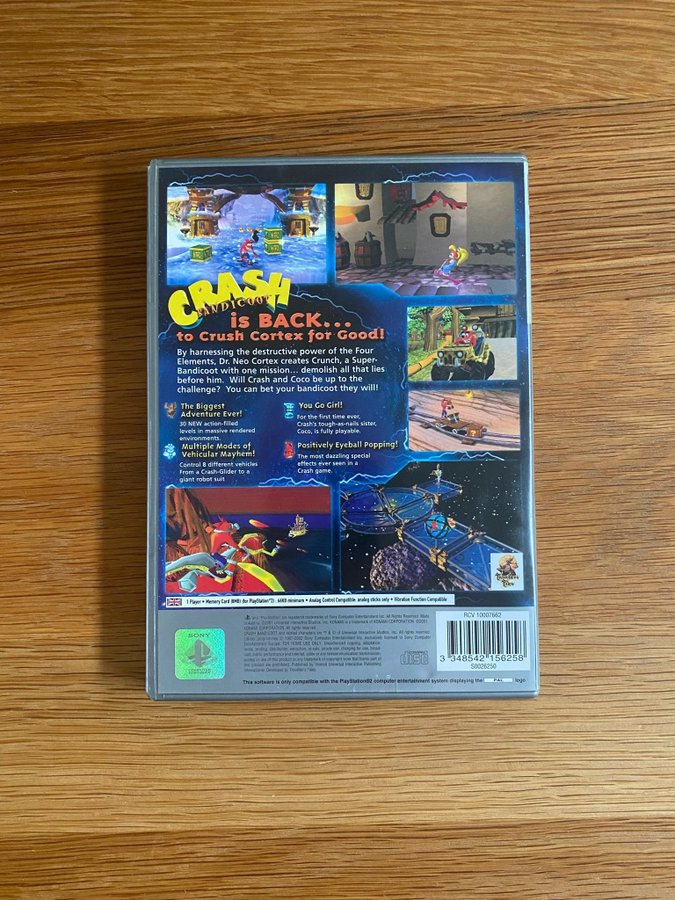 CRASH
BANDICOOT
is BACK...
to Crush Cortex for Good!
By harnessing the destructive power of the Four
Elements, Dr. Neo Cortex creates Crunch, a Super-
Bandicoot with one mission... demolish all that lies
before him. Will Crash and Coco be up to the
challenge? You can bet your bandicoot they will!
The Biggest
Adventure Ever!
30 NEW action-filled
levels in massive rendered
environments.
Multiple Modes of
Vehicular Mayhem!
Control 8 different vehicles
From a Crash-Glider to a
giant robot suit
You Go Girl!
For the first time ever,
Crash's tough-as-nails sister,
Coco, is fully playable.
Positively Eyeball Popping!
The most dazzling special
effects ever seen in a
Crash game.
1 Player • Memory Card (8MB) (for PlayStation®2): 66KB minimum • Analog Control Compatible: analog sticks only • Vibration Function Compatible
SONY
RCV 10007662
3 348542 156258
S0026250
This software is only compatible with the PlayStation®2 computer entertainment system displaying the PAL logo